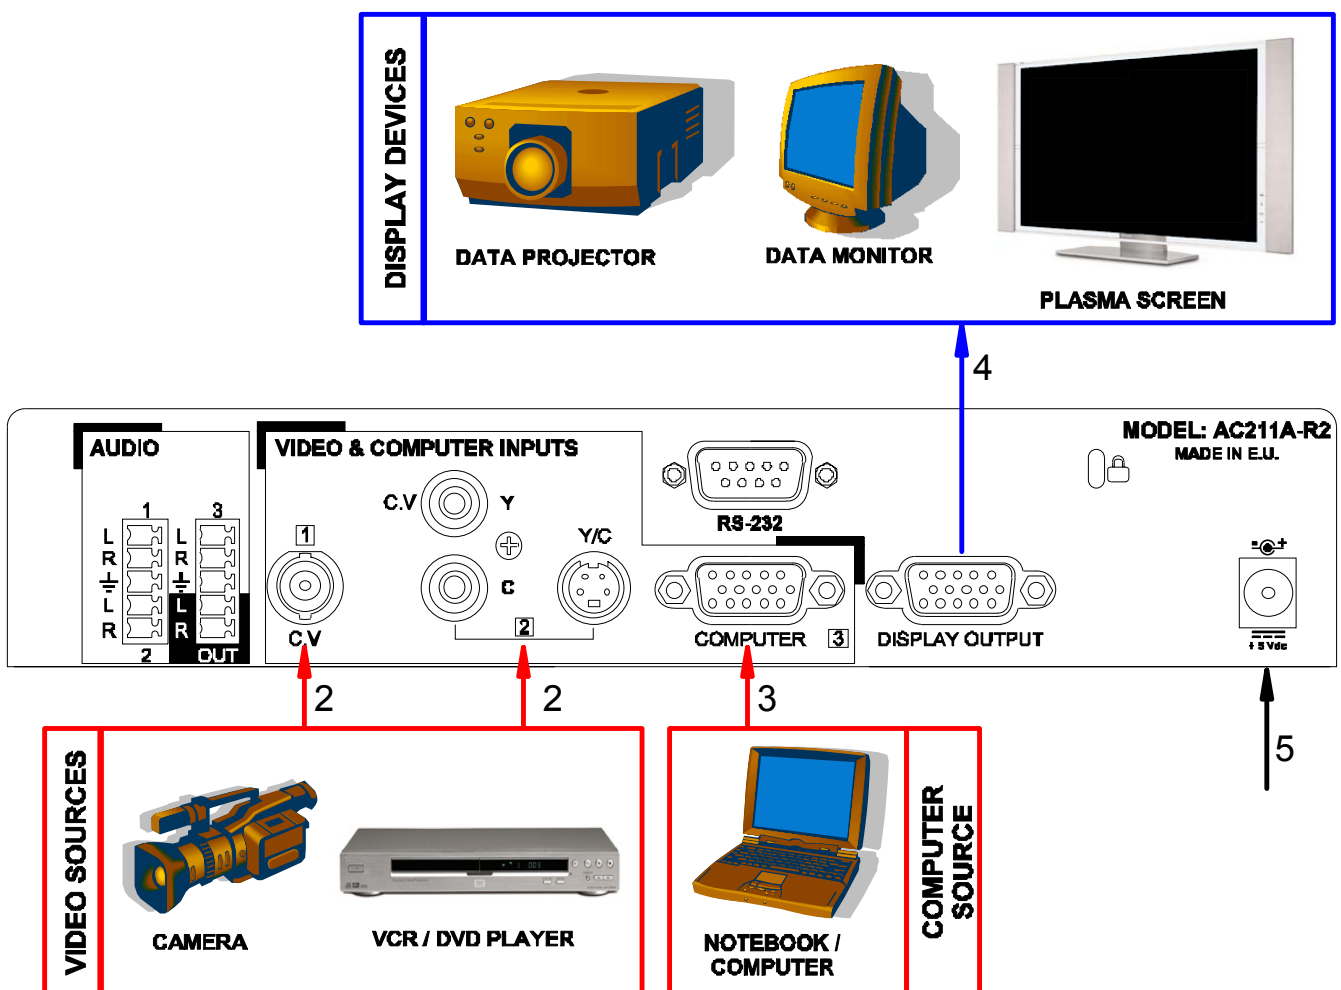 DISPLAY DEVICES
DATA PROJECTOR
DATA MONITOR
PLASMA SCREEN
4
MODEL: AC211A-R2
MADE IN E.U.
AUDIO
VIDEO & COMPUTER INPUTS
1
3
L
R
L
R
L
R
L
R
2
OUT
1
C.V
C.V
Y
C
Y/C
2
RS-232
COMPUTER
3
DISPLAY OUTPUT
- +
+ 5 Vdc
2
2
3
5
VIDEO SOURCES
CAMERA
VCR / DVD PLAYER
NOTEBOOK /
COMPUTER
COMPUTER
SOURCE